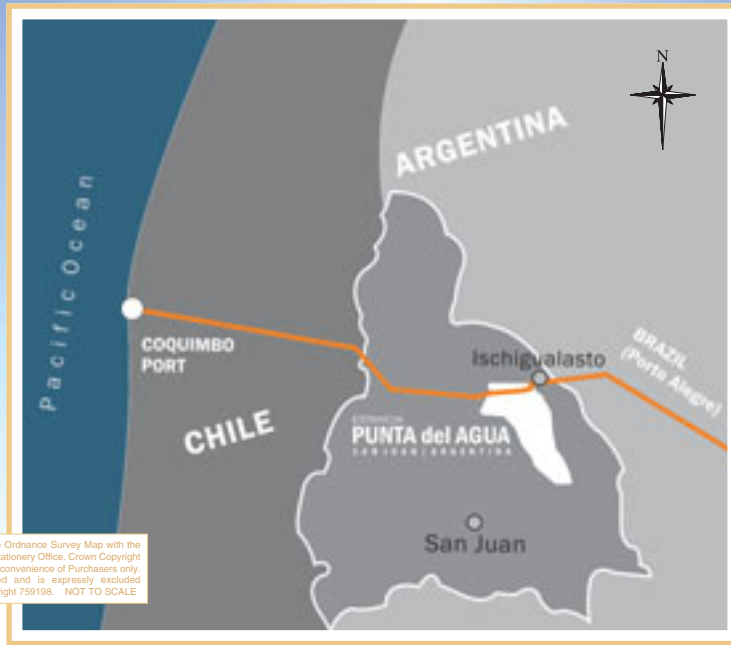 N
ARGENTINA
Pacific Ocean
COQUIMBO
PORT
Ischigualasto
BRAZIL
(Porto Alegre)
CHILE
ESTANCIA
PUNTA del AGUA
SAN JUAN | ARGENTINA
San Juan
Ordnance Survey Map with the
tationery Office. Crown Copyright
convenience of Purchasers only.
ed and is expressly excluded
right 759198. NOT TO SCALE